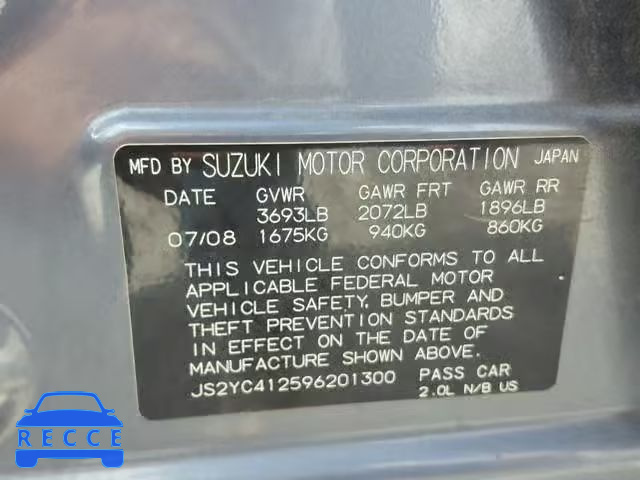 MFD BY SUZUKI MOTOR CORPORATION JAPAN
DATE GVWR GAWR FRT GAWR RR
3693LB 2072LB 1896LB
07/08 1675KG 940KG 860KG
THIS VEHICLE CONFORMS TO ALL
APPLICABLE FEDERAL MOTOR
VEHICLE SAFETY, BUMPER AND
THEFT PREVENTION STANDARDS
IN EFFECT ON THE DATE OF
MANUFACTURE SHOWN ABOVE.
JS2YC412596201300 PASS CAR
2.0L N/B US
RECCE